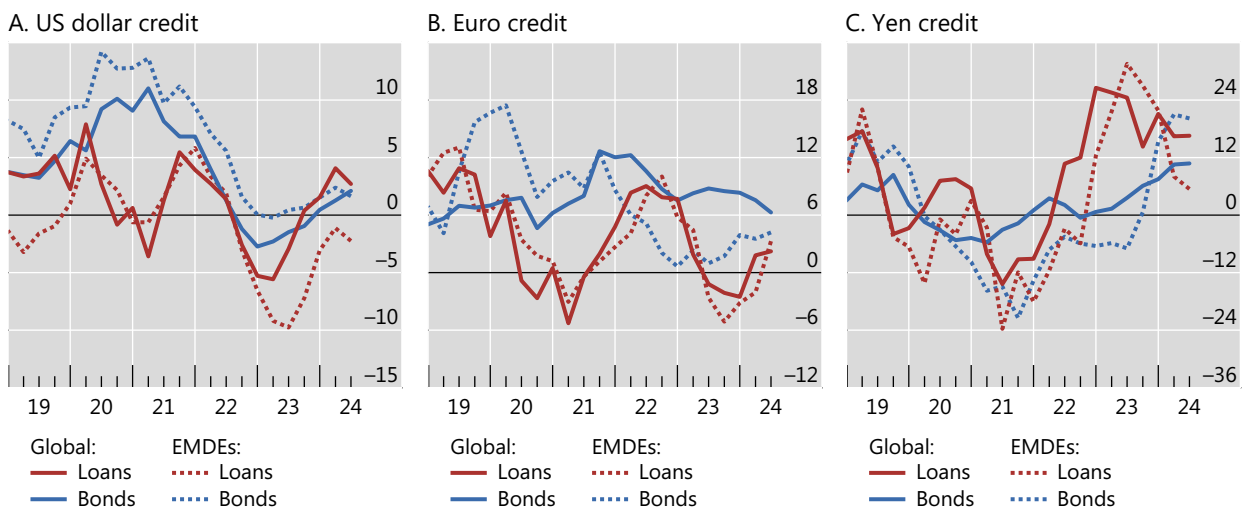 A. US dollar credit
10
5
0
–5
–10
–15
19 20 21 22 23 24
Global: EMDEs:
Loans Loans
Bonds Bonds
B. Euro credit
18
12
6
0
–6
–12
19 20 21 22 23 24
Global: EMDEs:
Loans Loans
Bonds Bonds
C. Yen credit
24
12
0
–12
–24
–36
19 20 21 22 23 24
Global: EMDEs:
Loans Loans
Bonds Bonds